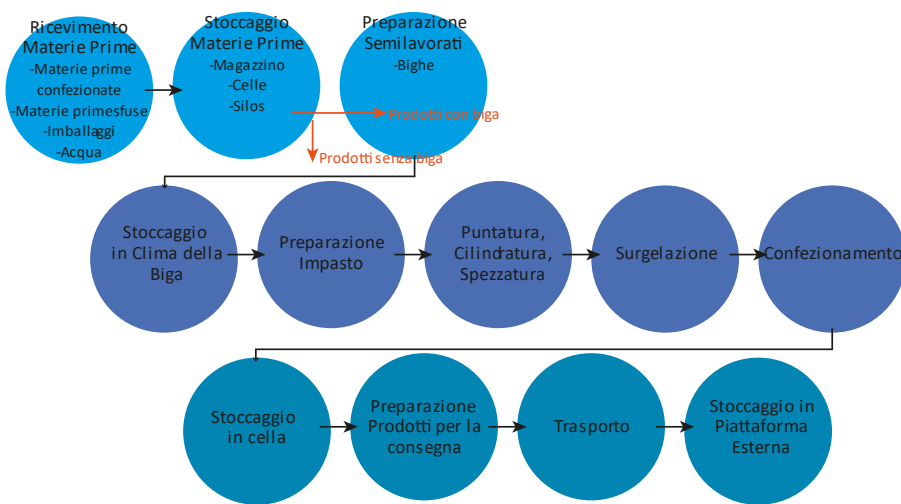 Ricevimento
Materie Prime
-Materie prime
confezionate
-Materie primesfuse
-Imballaggi
-Acqua
Stoccaggio
Materie Prime
-Magazzino
-Celle
-Silos
Preparazione
Semilavorati
-Bighe
Prodotti con biga
Prodotti senza biga
Stoccaggio
in Clima della
Biga
Preparazione
Impasto
Puntatura,
Cilindratura,
Spezzatura
Surgelazione
Confezionamento
Stoccaggio
in cella
Preparazione
Prodotti per la
consegna
Trasporto
Stoccaggio in
Piattaforma
Esterna